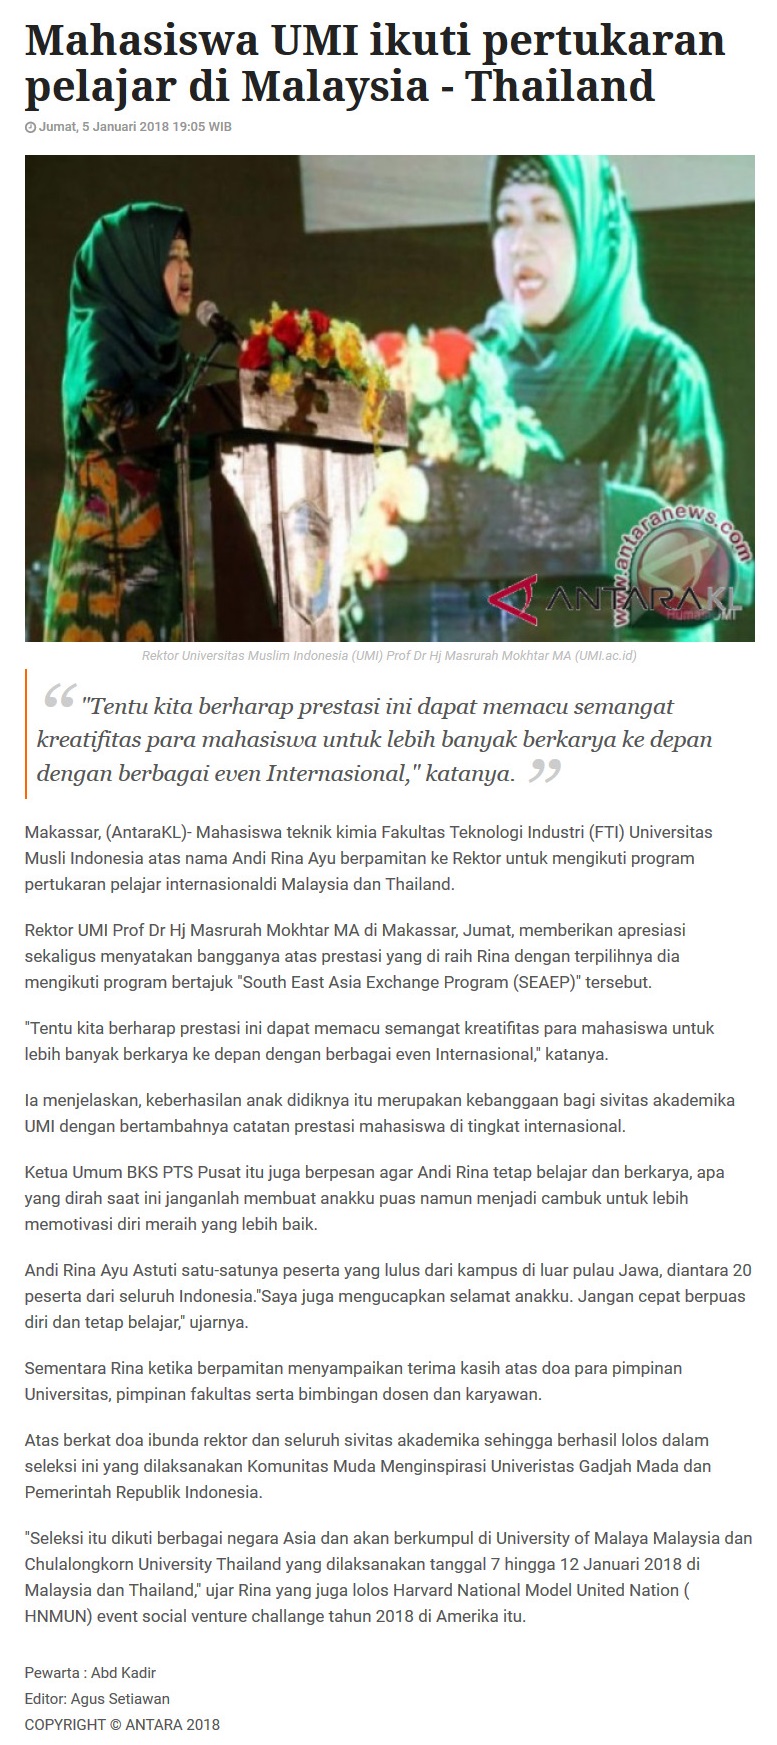 Mahasiswa UMI ikuti pertukaran
pelajar di Malaysia - Thailand
Jumat, 5 Januari 2018 19:05 WIB
www.antaranews.com
ANTARAKL
Humas UMI
Rektor Universitas Muslim Indonesia (UMI) Prof Dr Hj Masrurah Mokhtar MA (UMI.ac.id)
“ "Tentu kita berharap prestasi ini dapat memacu semangat
kreatifitas para mahasiswa untuk lebih banyak berkarya ke depan
dengan berbagai even Internasional," katanya. ”
Makassar, (AntaraKL)- Mahasiswa teknik kimia Fakultas Teknologi Industri (FTI) Universitas
Musli Indonesia atas nama Andi Rina Ayu berpamitan ke Rektor untuk mengikuti program
pertukaran pelajar internasionaldi Malaysia dan Thailand.
Rektor UMI Prof Dr Hj Masrurah Mokhtar MA di Makassar, Jumat, memberikan apresiasi
sekaligus menyatakan bangganya atas prestasi yang di raih Rina dengan terpilihnya dia
mengikuti program bertajuk "South East Asia Exchange Program (SEAEP)" tersebut.
"Tentu kita berharap prestasi ini dapat memacu semangat kreatifitas para mahasiswa untuk
lebih banyak berkarya ke depan dengan berbagai even Internasional," katanya.
Ia menjelaskan, keberhasilan anak didiknya itu merupakan kebanggaan bagi sivitas akademika
UMI dengan bertambahnya catatan prestasi mahasiswa di tingkat internasional.
Ketua Umum BKS PTS Pusat itu juga berpesan agar Andi Rina tetap belajar dan berkarya, apa
yang dirah saat ini janganlah membuat anakku puas namun menjadi cambuk untuk lebih
memotivasi diri meraih yang lebih baik.
Andi Rina Ayu Astuti satu-satunya peserta yang lulus dari kampus di luar pulau Jawa, diantara 20
peserta dari seluruh Indonesia."Saya juga mengucapkan selamat anakku. Jangan cepat berpuas
diri dan tetap belajar," ujarnya.
Sementara Rina ketika berpamitan menyampaikan terima kasih atas doa para pimpinan
Universitas, pimpinan fakultas serta bimbingan dosen dan karyawan.
Atas berkat doa ibunda rektor dan seluruh sivitas akademika sehingga berhasil lolos dalam
seleksi ini yang dilaksanakan Komunitas Muda Menginspirasi Univeristas Gadjah Mada dan
Pemerintah Republik Indonesia.
"Seleksi itu dikuti berbagai negara Asia dan akan berkumpul di University of Malaya Malaysia dan
Chulalongkorn University Thailand yang dilaksanakan tanggal 7 hingga 12 Januari 2018 di
Malaysia dan Thailand," ujar Rina yang juga lolos Harvard National Model United Nation (
HNMUN) event social venture challange tahun 2018 di Amerika itu.
Pewarta : Abd Kadir
Editor: Agus Setiawan
COPYRIGHT © ANTARA 2018